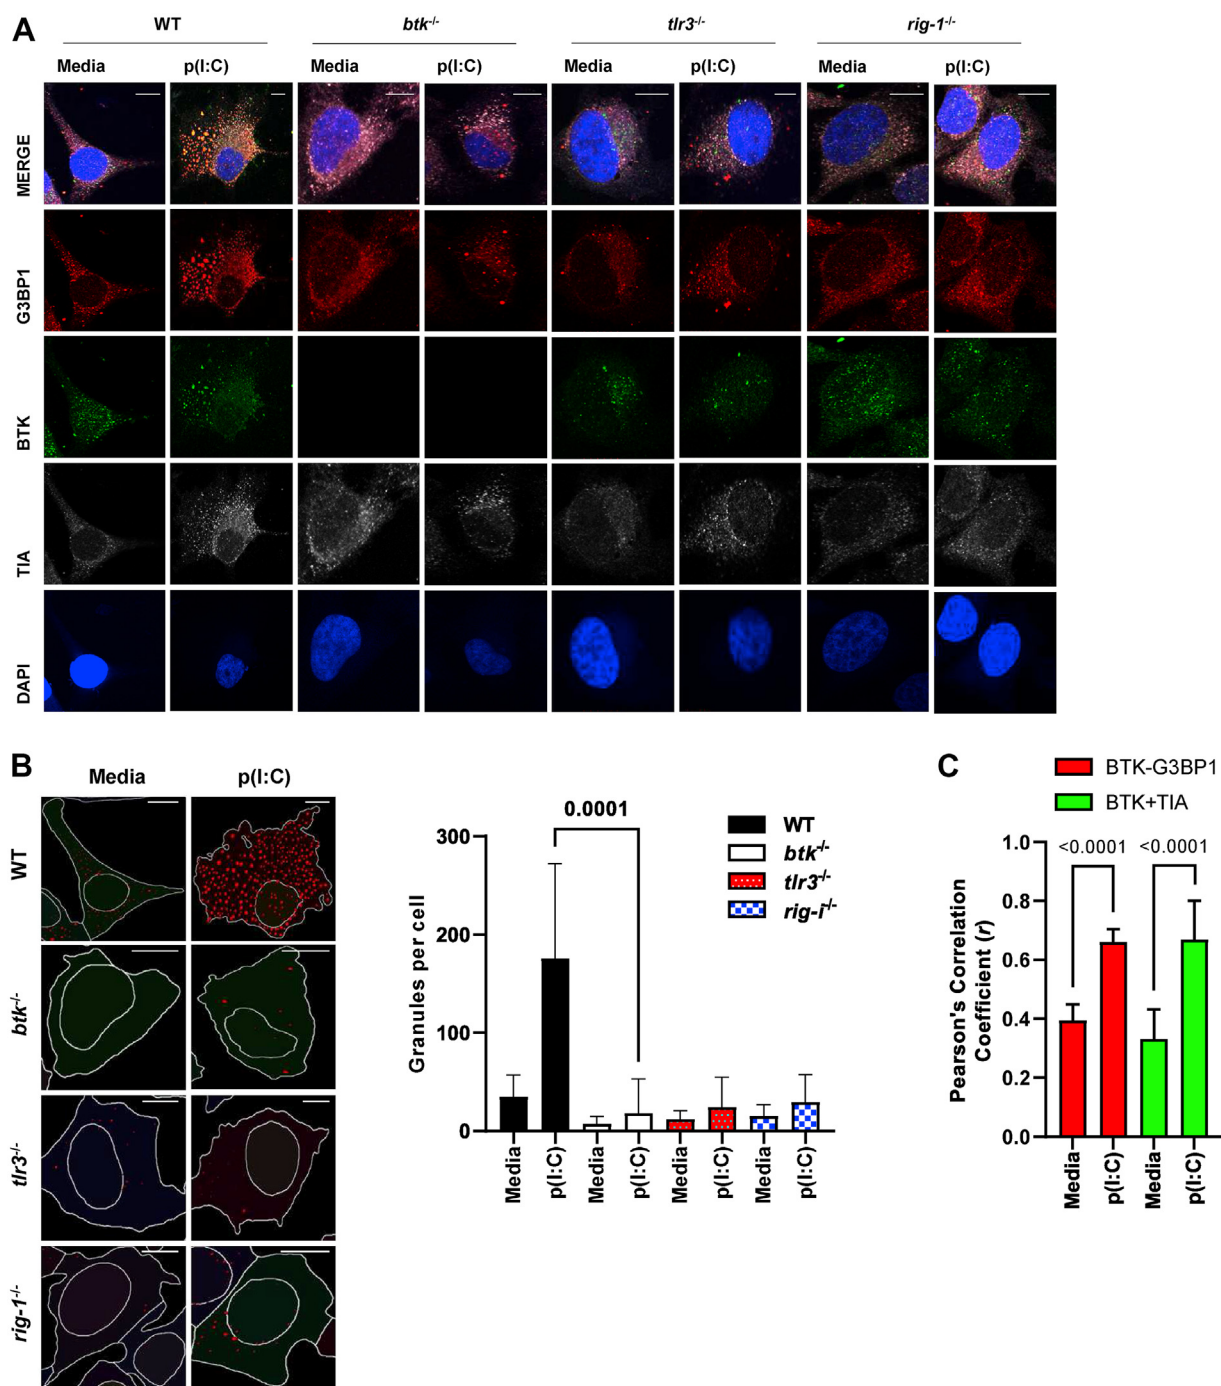 A
WT btk-/- tlr3-/- rig-1-/-
Media p(I:C) Media p(I:C) Media p(I:C) Media p(I:C)
MERGE
G3BP1
BTK
TIA
DAPI
B
Media p(I:C)
WT
btk-/-
tlr3-/-
rig-1-/-
0.0001
WT
btk-/-
tlr3-/-
rig-i-/-
Granules per cell
300
200
100
0
Media p(I:C) Media p(I:C) Media p(I:C) Media p(I:C)
C
BTK-G3BP1
BTK+TIA
<0.0001 <0.0001
Pearson's Correlation
Coefficient (r)
1.0
0.8
0.6
0.4
0.2
0.0
Media p(I:C) Media p(I:C)